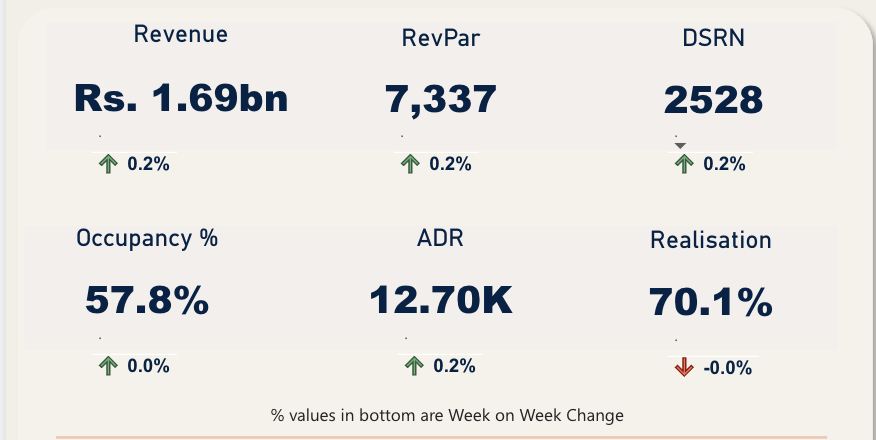 Revenue RevPar DSRN
Rs. 1.69bn 7,337 2528
0.2% 0.2% 0.2%
Occupancy % ADR Realisation
57.8% 12.70K 70.1%
0.0% 0.2% -0.0%
% values in bottom are Week on Week Change